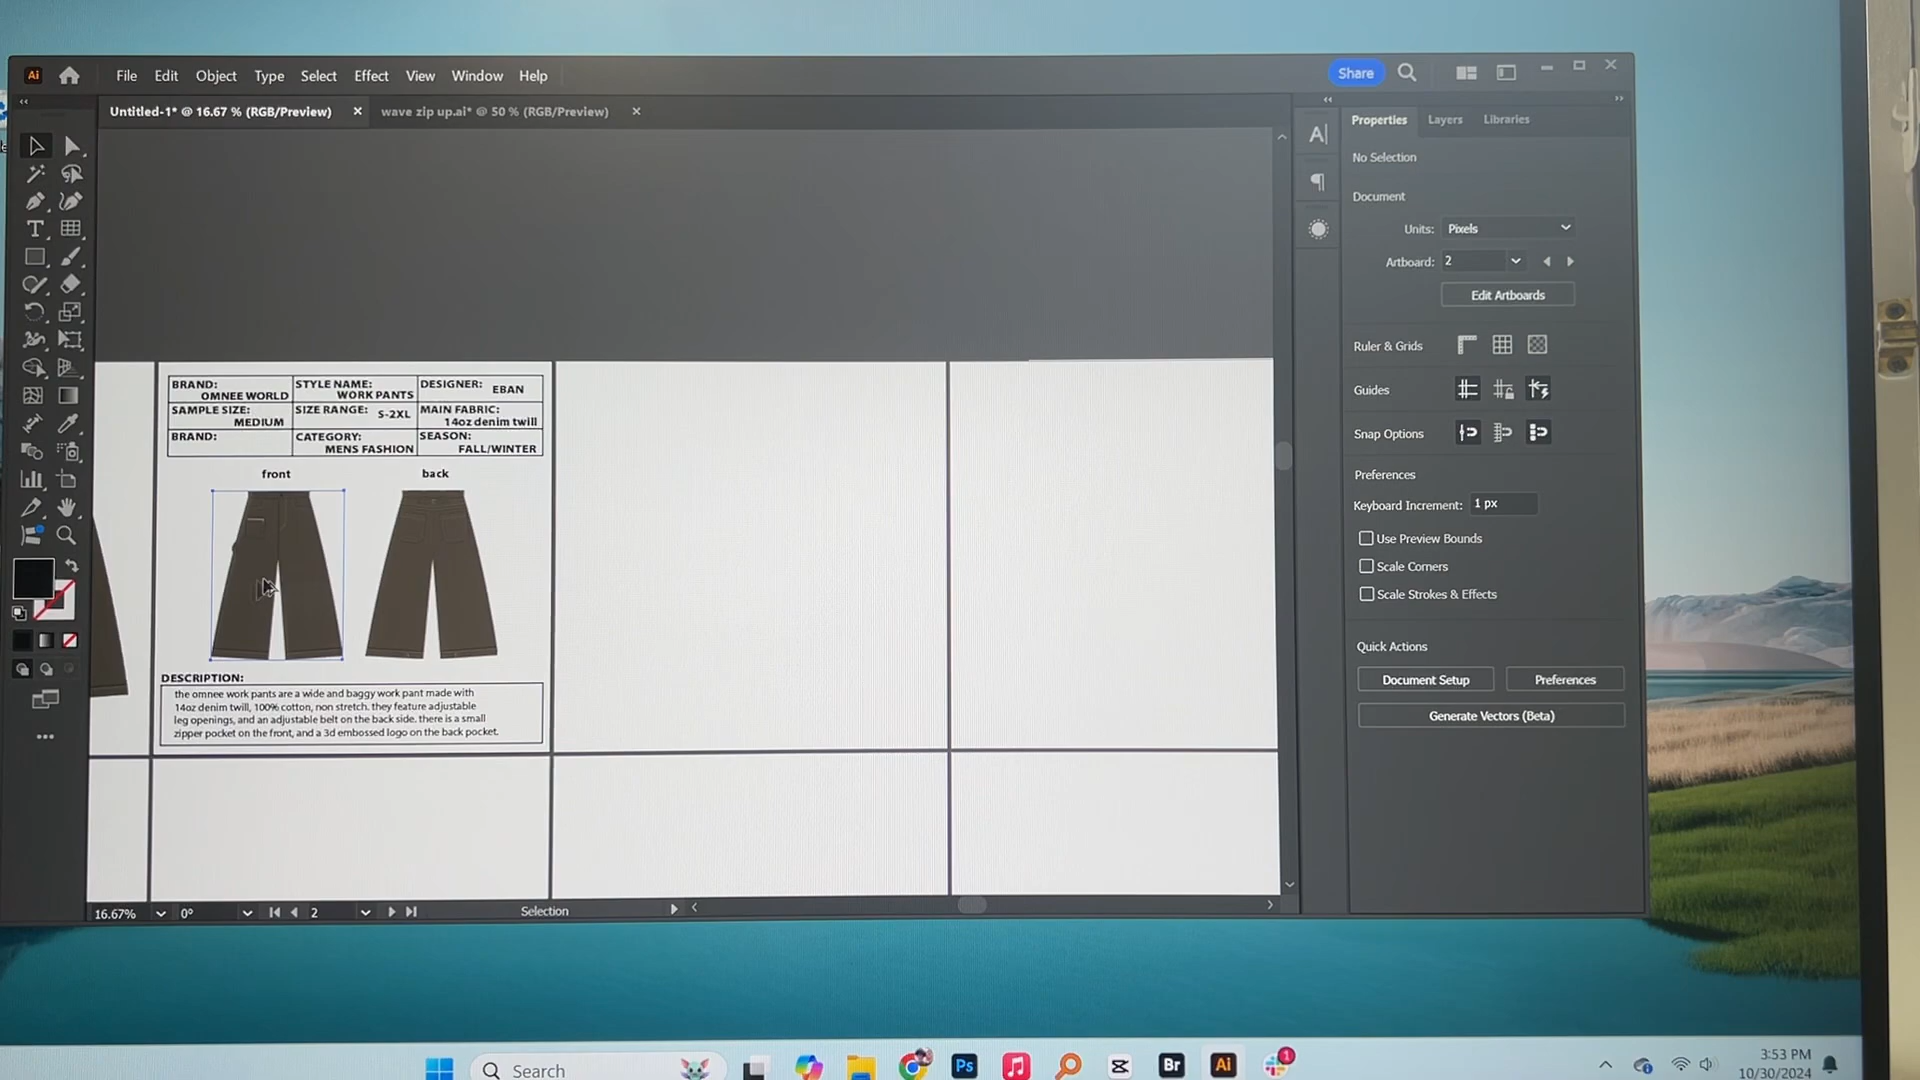 Ai File Edit Object Type Select Effect View Window Help Share
Untitled-1* @ 16.67 % (RGB/Preview) wave zip up.ai* @ 50 % (RGB/Preview)
Properties Layers Libraries
No Selection
Document
Units: Pixels
Artboard: 2
Edit Artboards
Ruler & Grids
Guides
Snap Options
Preferences
Keyboard Increment: 1 px
Use Preview Bounds
Scale Corners
Scale Strokes & Effects
Quick Actions
Document Setup Preferences
Generate Vectors (Beta)
BRAND: STYLE NAME: DESIGNER: EBAN
OMNEE WORLD WORK PANTS
SAMPLE SIZE: SIZE RANGE: S-2XL MAIN FABRIC:
MEDIUM 14oz denim twill
BRAND: CATEGORY: SEASON:
MENS FASHION FALL/WINTER
front back
DESCRIPTION:
the omnee work pants are a wide and baggy work pant made with
14oz denim twill, 100% cotton, non stretch. they feature adjustable
leg openings, and an adjustable belt on the back side. there is a small
zipper pocket on the front, and a 3d embossed logo on the back pocket.
16.67% 0° 2 Selection
Search Ps Br Ai 1
3:53 PM
10/30/2024